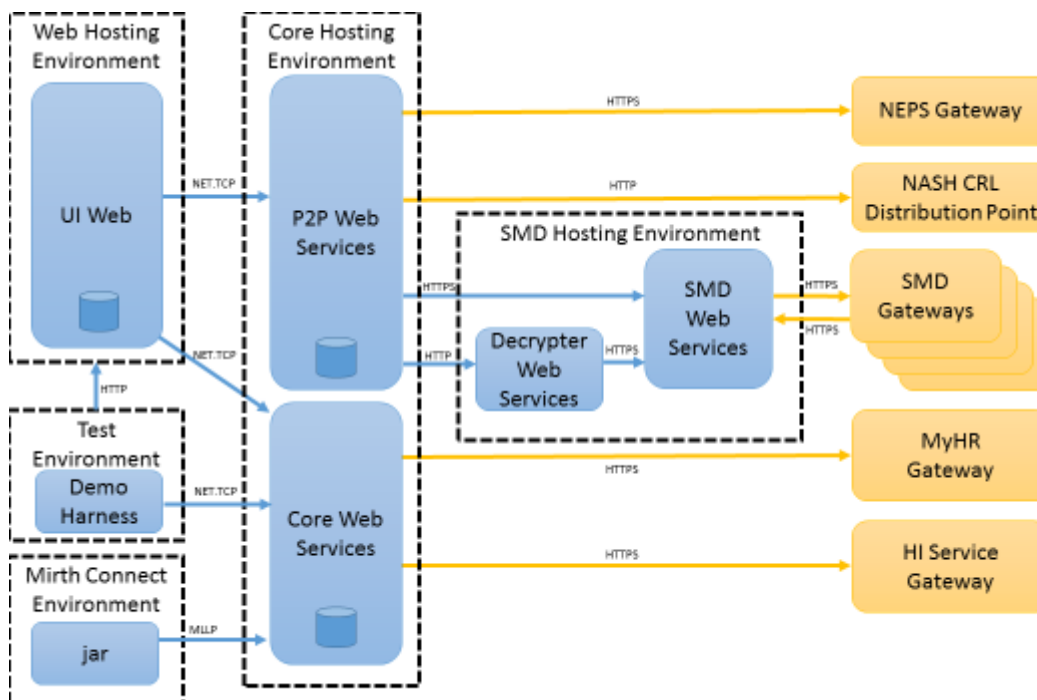 Web Hosting
Environment
UI Web
Core Hosting
Environment
P2P Web
Services
Core Web
Services
NET.TCP
NET.TCP
HTTP
Test
Environment
Demo
Harness
NET.TCP
Mirth Connect
Environment
jar
MLLP
HTTPS
HTTP
SMD Hosting Environment
HTTPS
HTTP
Decrypter
Web
Services
HTTPS
SMD
Web
Services
HTTPS
HTTPS
HTTPS
HTTPS
NEPS Gateway
NASH CRL
Distribution Point
SMD
Gateways
MyHR
Gateway
HI Service
Gateway